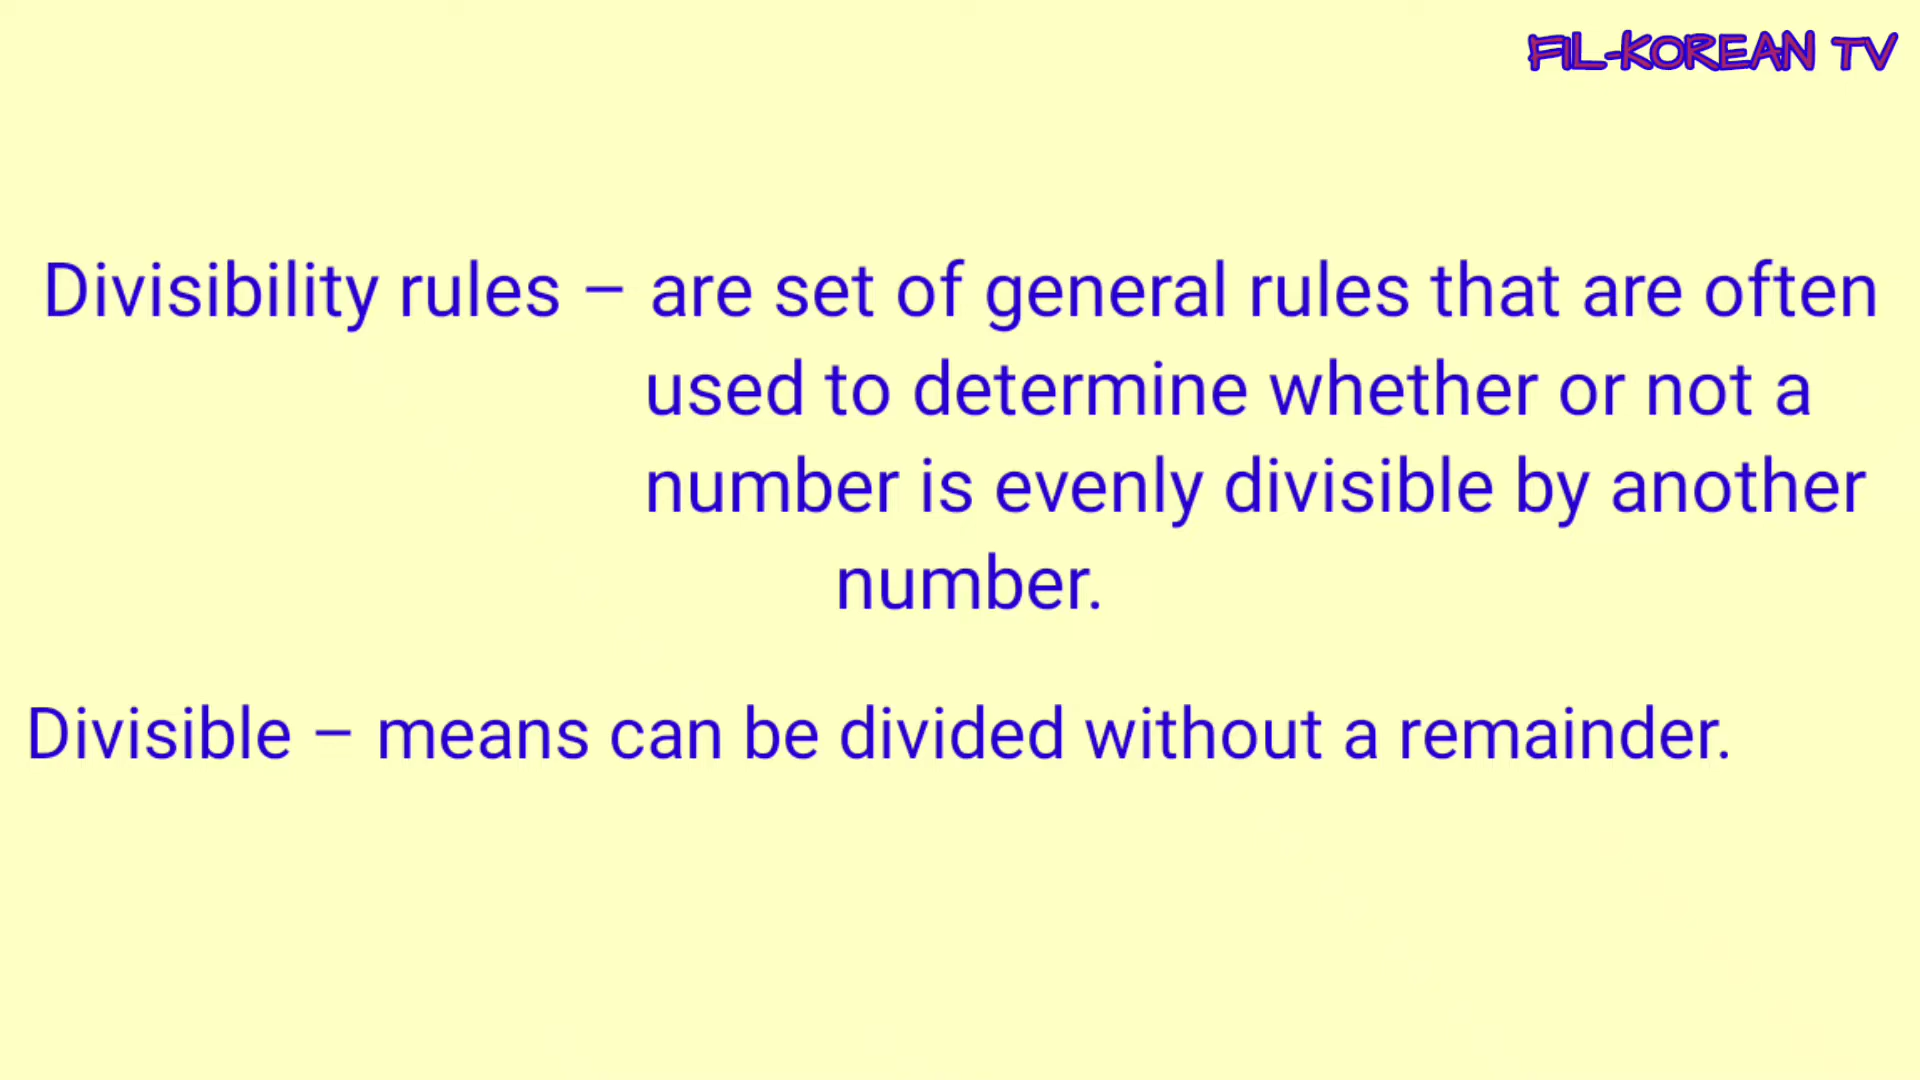 FIL-KOREAN TV
Divisibility rules – are set of general rules that are often
used to determine whether or not a
number is evenly divisible by another
number.
Divisible – means can be divided without a remainder.